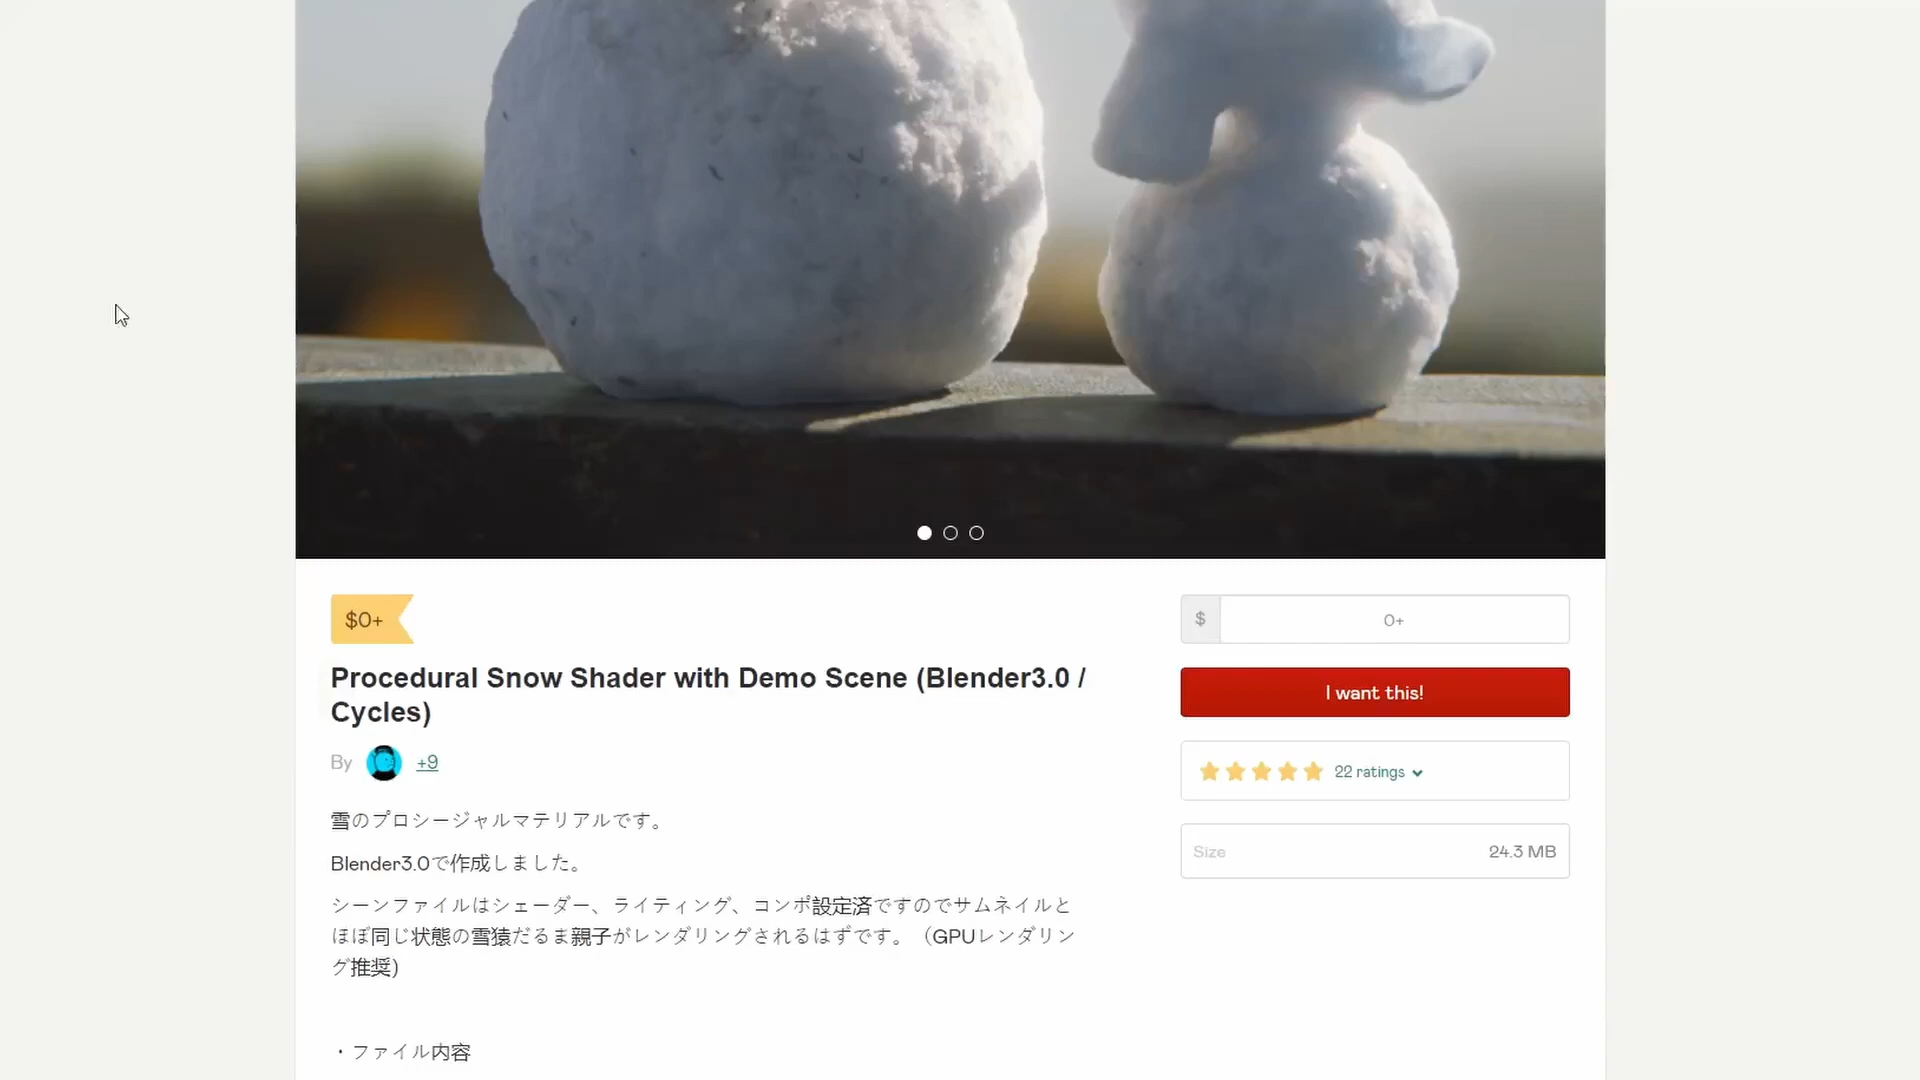 $0+
Procedural Snow Shader with Demo Scene (Blender3.0 /
Cycles)
By +9
雪のプロシージャルマテリアルです。
Blender3.0で作成しました。
シーンファイルはシェーダー、ライティング、コンポ設定済ですのでサムネイルと
ほぼ同じ状態の雪猿だるま親子がレンダリングされるはずです。（GPUレンダリン
グ推奨)
・ファイル内容
$ 0+
I want this!
22 ratings
Size 24.3 MB